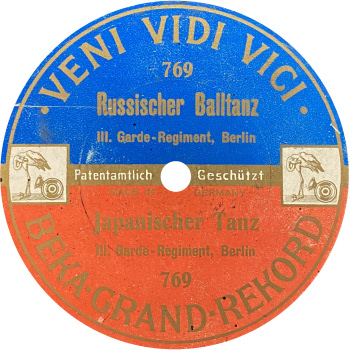 · VENI VIDI VICI ·
769
Russischer Balltanz
III. Garde-Regiment, Berlin
Patentamtlich Geschützt
MADE IN GERMANY
Japanischer Tanz
III. Garde-Regiment, Berlin
769
BEKA-GRAND-REKORD